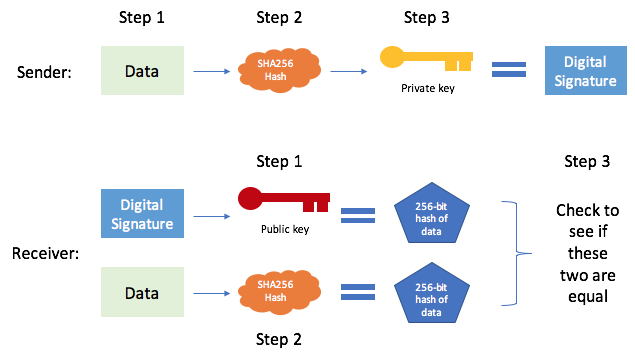 Step 1
Step 2
Step 3
Sender:
Data
SHA256
Hash
Private key
Digital
Signature
Step 1
Step 3
Digital
Signature
Public key
256-bit
hash of
data
Check to
see if
these
two are
equal
Receiver:
Data
SHA256
Hash
256-bit
hash of
data
Step 2